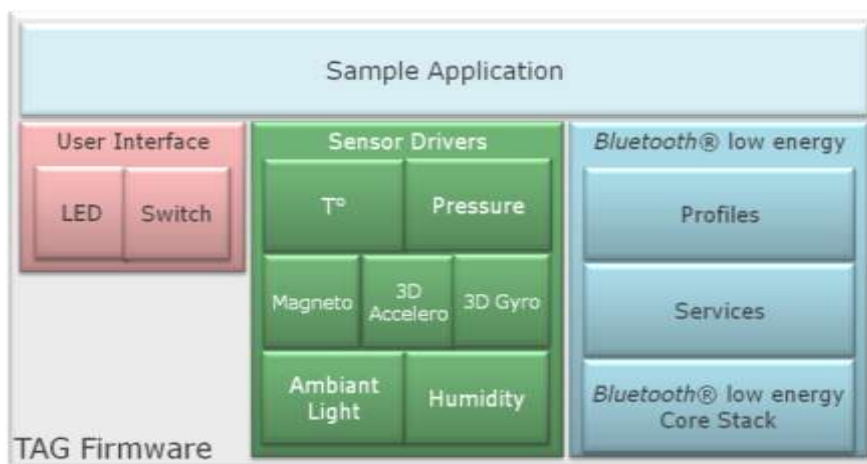 Sample Application
User Interface
LED
Switch
Sensor Drivers
T°
Pressure
Magneto
3D
Accelero
3D Gyro
Ambiant
Light
Humidity
Bluetooth® low energy
Profiles
Services
Bluetooth® low energy
Core Stack
TAG Firmware